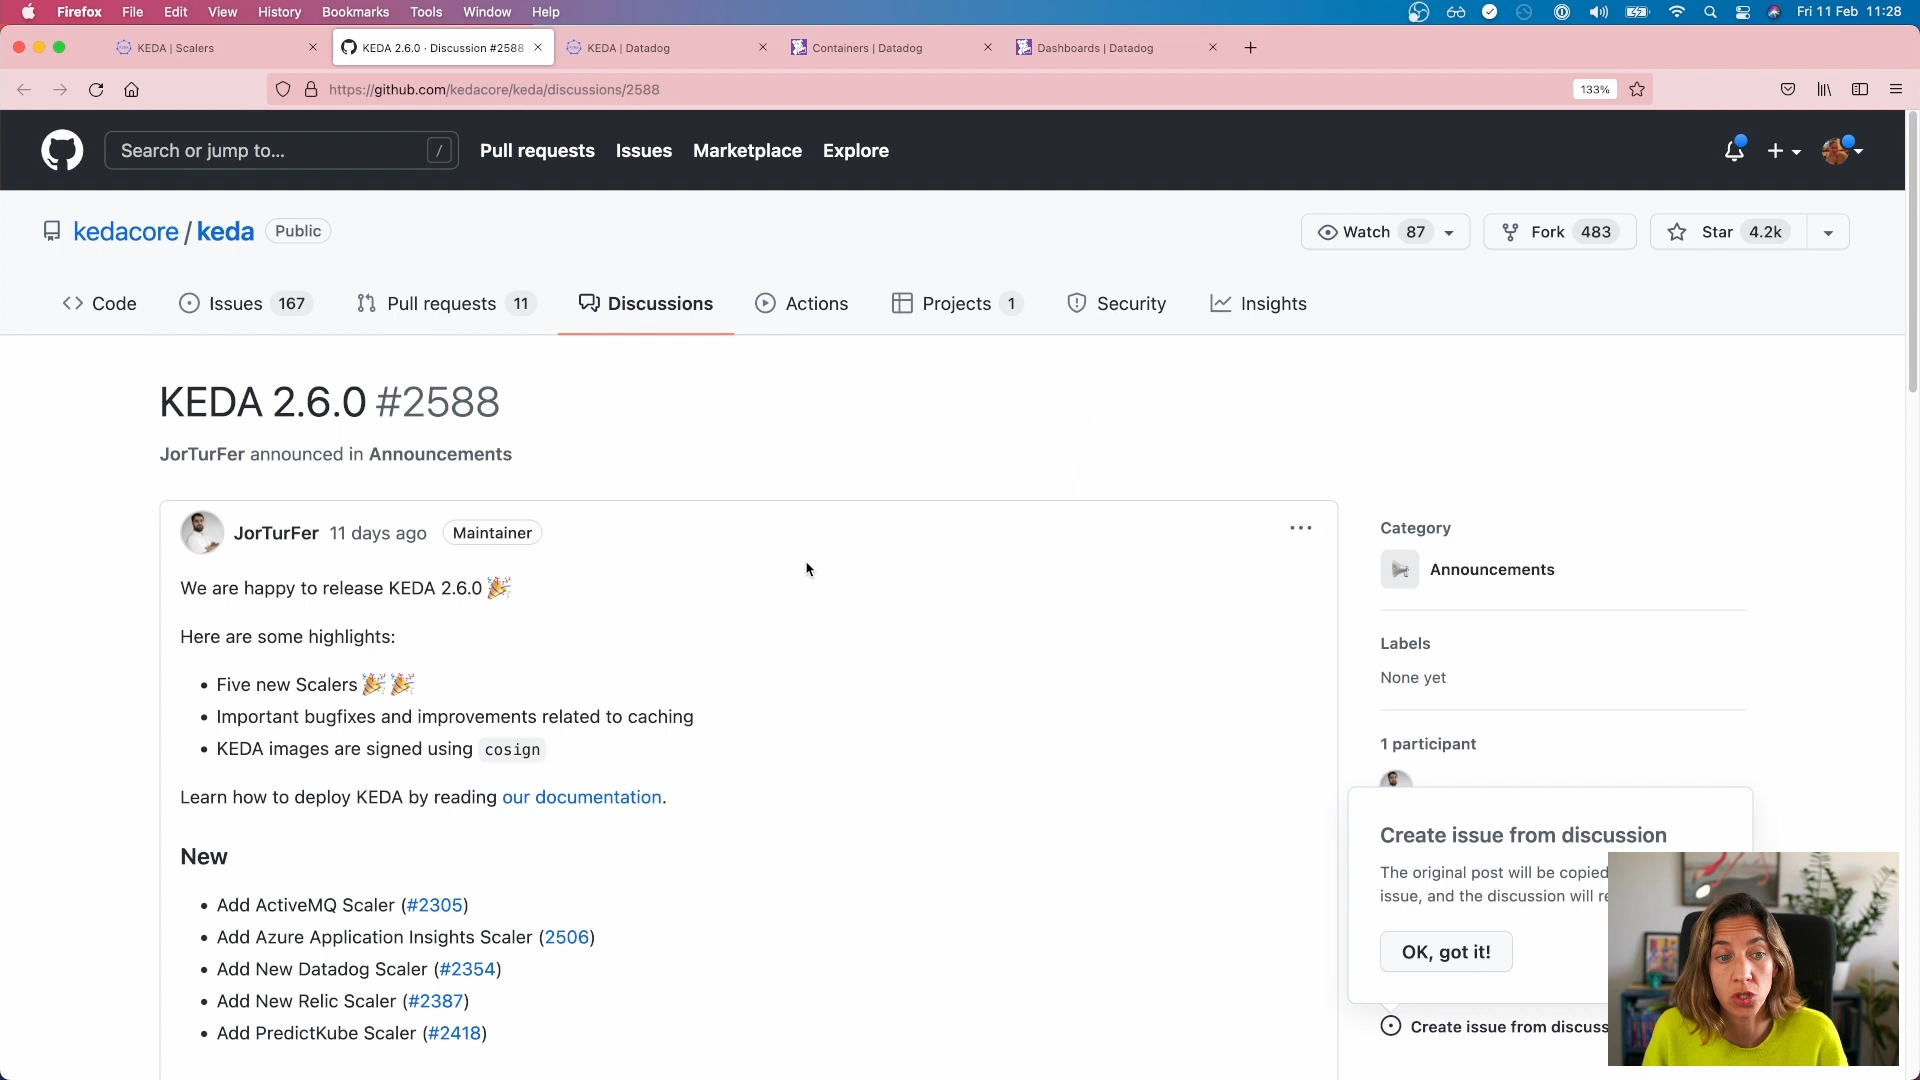 Firefox File Edit View History Bookmarks Tools Window Help Fri 11 Feb 11:28
KEDA | Scalers KEDA 2.6.0 · Discussion #2588 KEDA | Datadog Containers | Datadog Dashboards | Datadog
https://github.com/kedacore/keda/discussions/2588 133%
Search or jump to... / Pull requests Issues Marketplace Explore
kedacore / keda Public Watch 87 Fork 483 Star 4.2k
Code Issues 167 Pull requests 11 Discussions Actions Projects 1 Security Insights
KEDA 2.6.0 #2588
JorTurFer announced in Announcements
JorTurFer 11 days ago Maintainer
We are happy to release KEDA 2.6.0 🎉
Here are some highlights:
• Five new Scalers 🎉 🎉
• Important bugfixes and improvements related to caching
• KEDA images are signed using cosign
Learn how to deploy KEDA by reading our documentation.
New
• Add ActiveMQ Scaler (#2305)
• Add Azure Application Insights Scaler (2506)
• Add New Datadog Scaler (#2354)
• Add New Relic Scaler (#2387)
• Add PredictKube Scaler (#2418)
Category
Announcements
Labels
None yet
1 participant
Create issue from discussion
The original post will be copied
issue, and the discussion will re
OK, got it!
Create issue from discuss